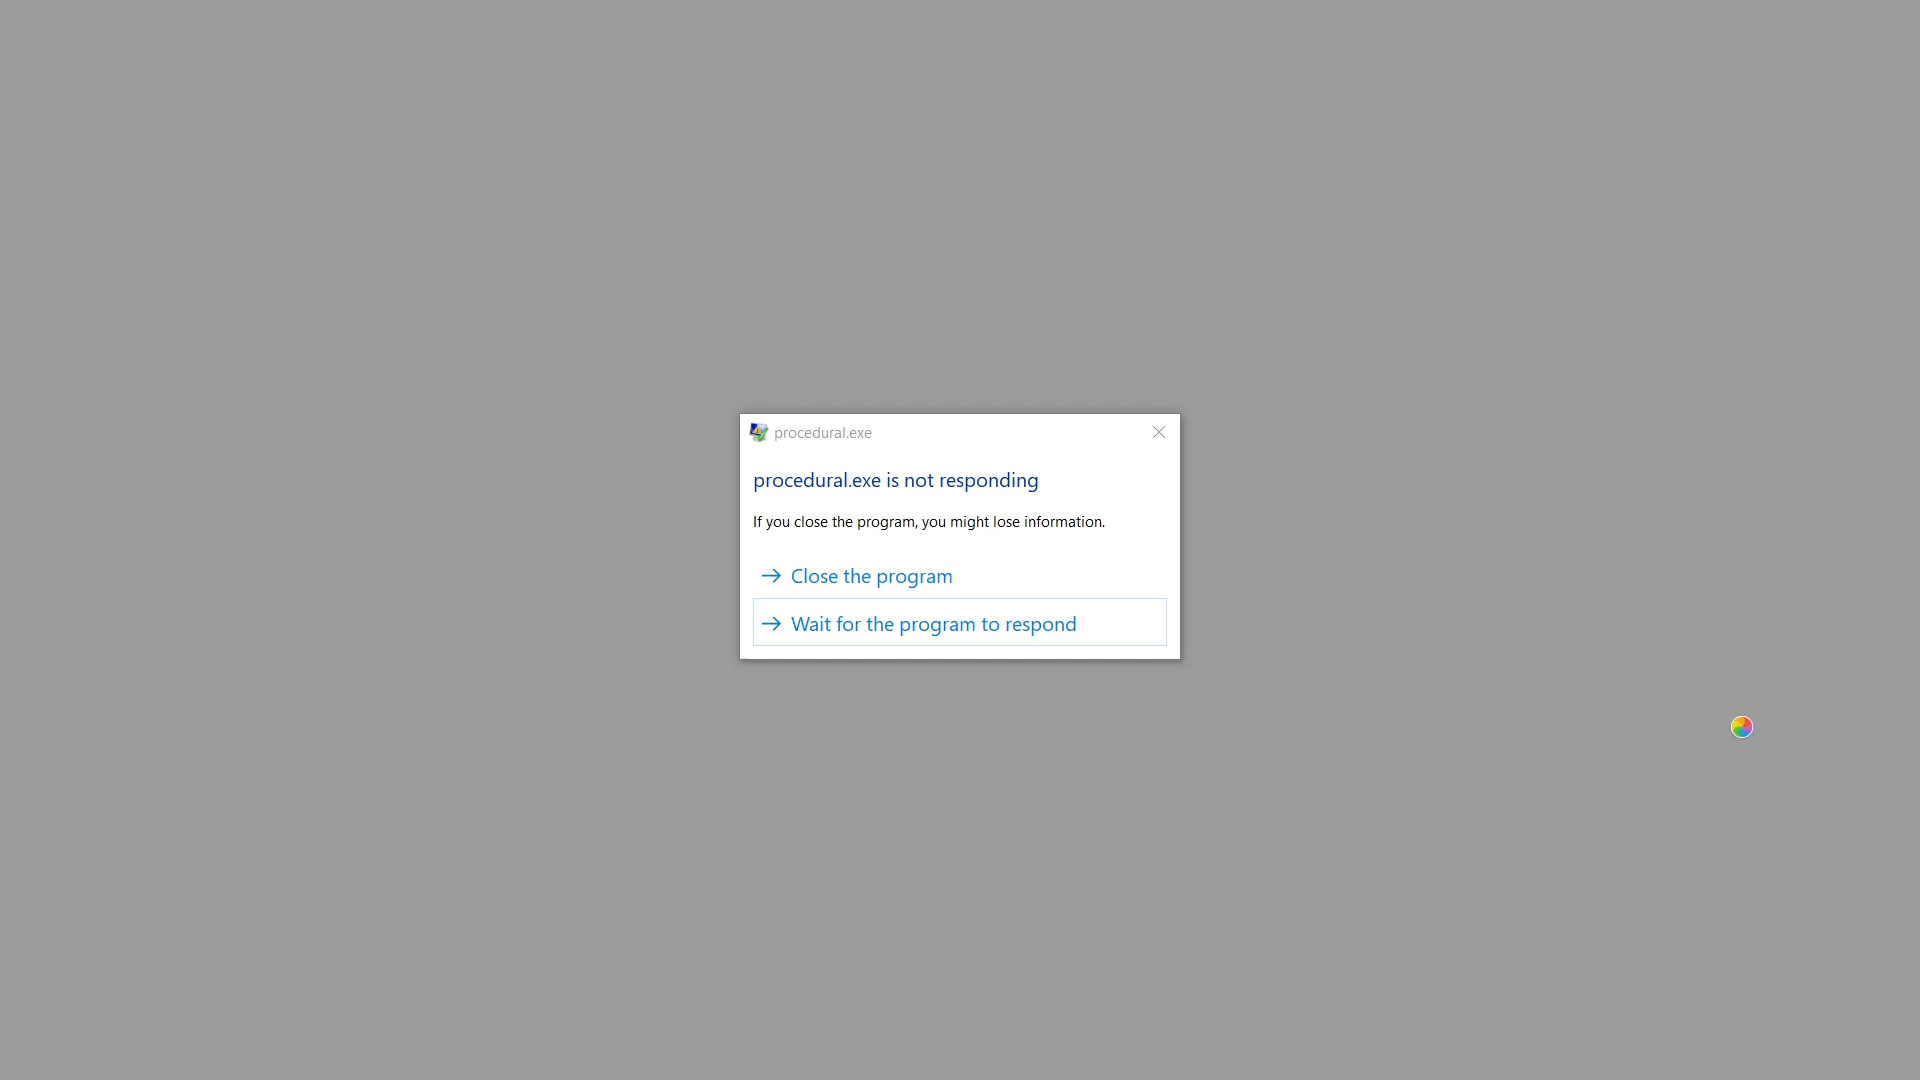 procedural.exe
procedural.exe is not responding
If you close the program, you might lose information.
Close the program
Wait for the program to respond